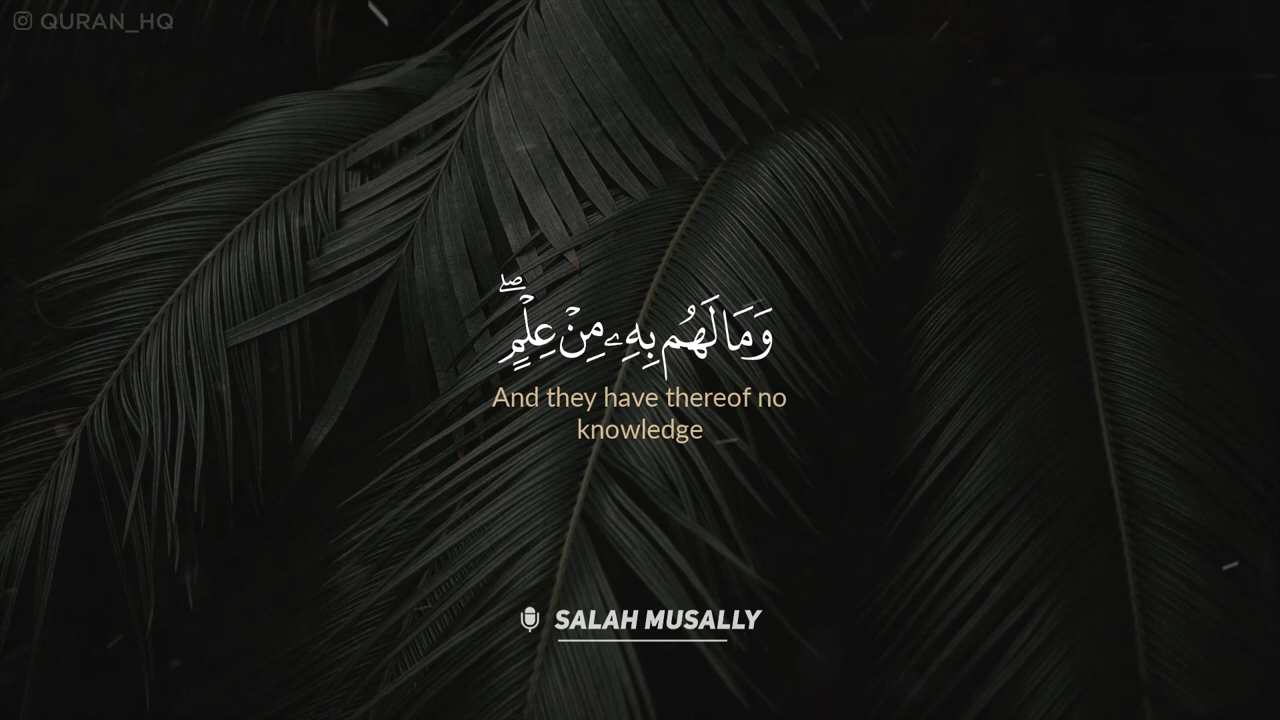 QURAN_HQ
وَمَا لَهُم بِهِۦ مِنْ عِلْمٍ ۖ
And they have thereof no
knowledge
SALAH MUSALLY